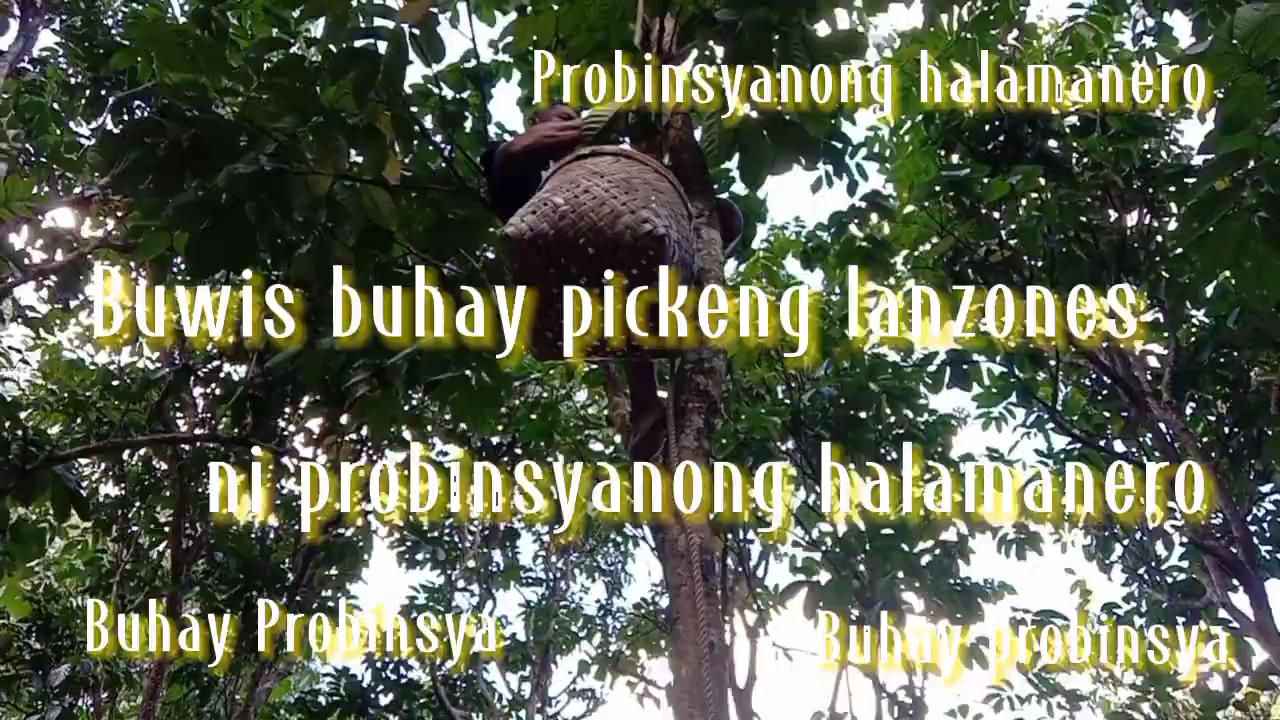 Probinsyanong halamanero
Buwis buhay pickeng lanzones
ni probinsyanong halamanero
Buhay Probinsya
Buhay probinsya